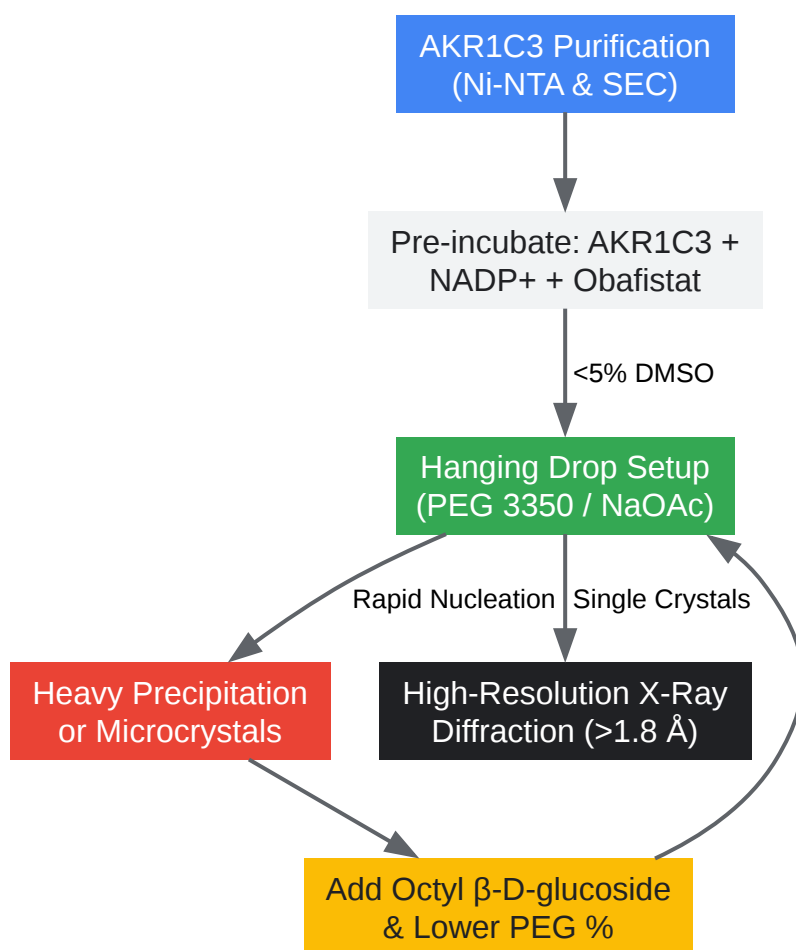 AKR1C3 Purification
(Ni-NTA & SEC)
Pre-incubate: AKR1C3 +
NADP+ + Obafistat
<5% DMSO
Hanging Drop Setup
(PEG 3350 / NaOAc)
Rapid Nucleation
Single Crystals
Heavy Precipitation
or Microcrystals
High-Resolution X-Ray
Diffraction (>1.8 Å)
Add Octyl β-D-glucoside
& Lower PEG %